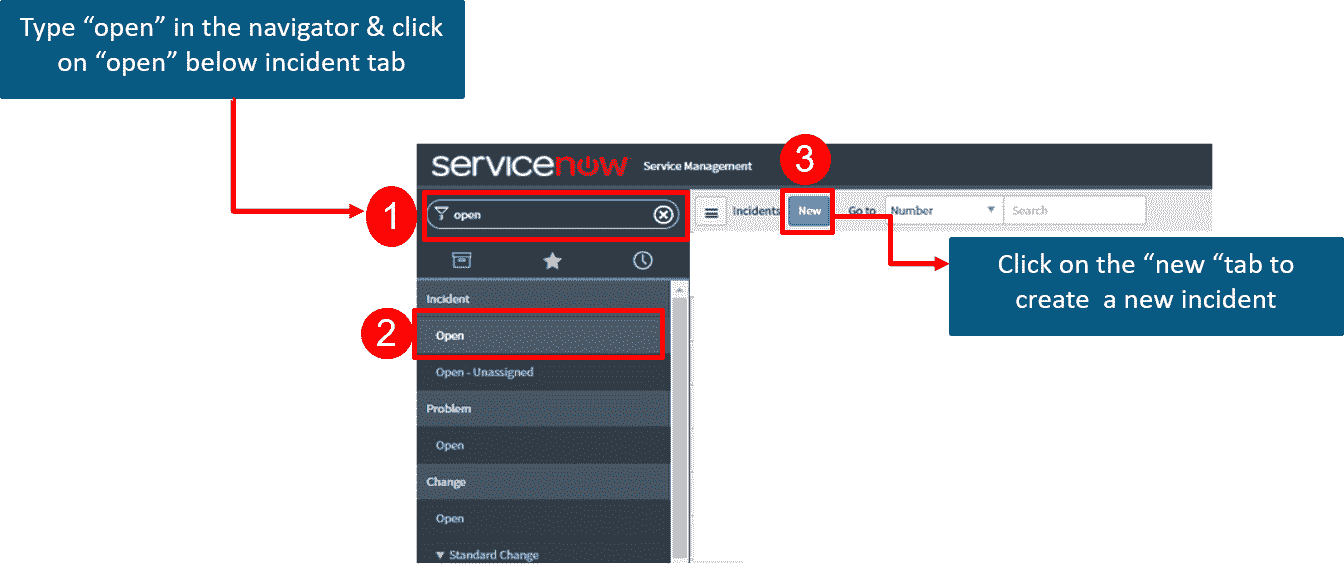 Type “open” in the navigator & click
on “open” below incident tab
servicenow Service Management
3
1
open
Incidents New Go to Number Search
Click on the “new “tab to
create a new incident
Incident
2
Open
Open - Unassigned
Problem
Open
Change
Open
Standard Change